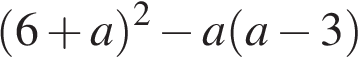 (6 + a)² − a(a − 3)